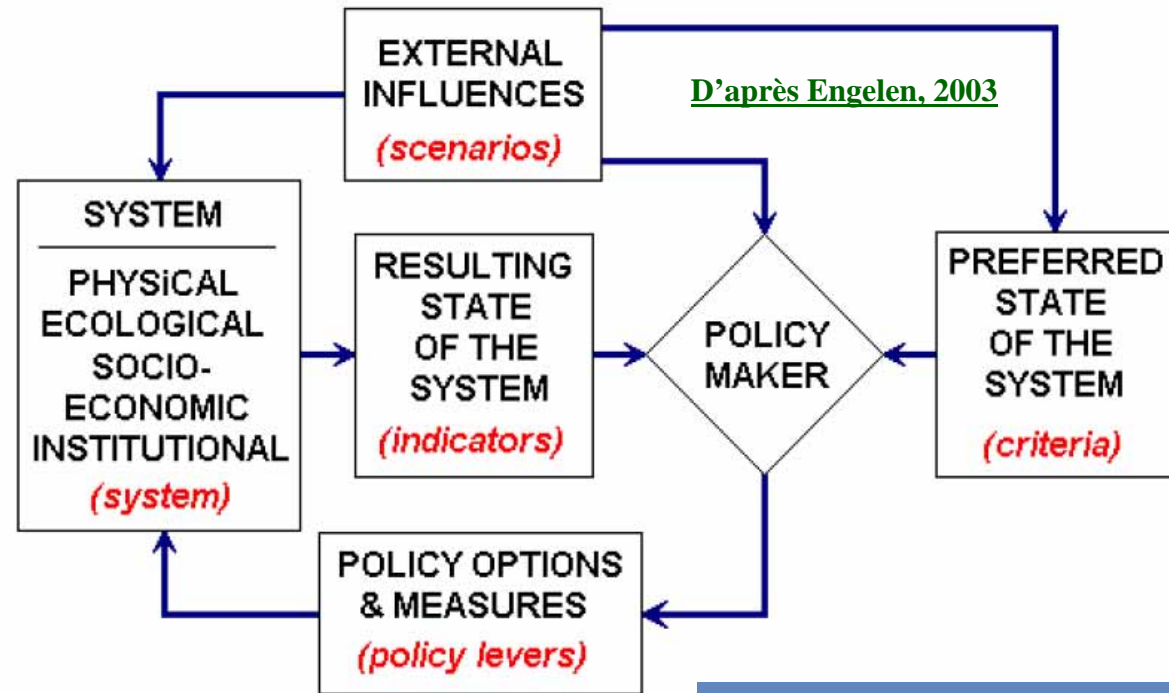 EXTERNAL
INFLUENCES
(scenarios)
D'après Engelen, 2003
SYSTEM
PHYSiCAL
ECOLOGICAL
SOCIO-
ECONOMIC
INSTITUTIONAL
(system)
RESULTING
STATE
OF THE
SYSTEM
(indicators)
POLICY
MAKER
PREFERRED
STATE
OF THE
SYSTEM
(criteria)
POLICY OPTIONS
& MEASURES
(policy levers)